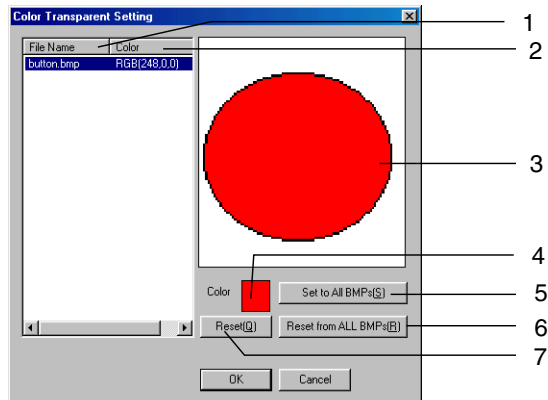 Color Transparent Setting
1
File Name Color
2
button.bmp RGB(248,0,0)
3
4
Color Set to All BMPs(S)
5
Reset(Q) Reset from ALL BMPs(R)
6
7
OK Cancel